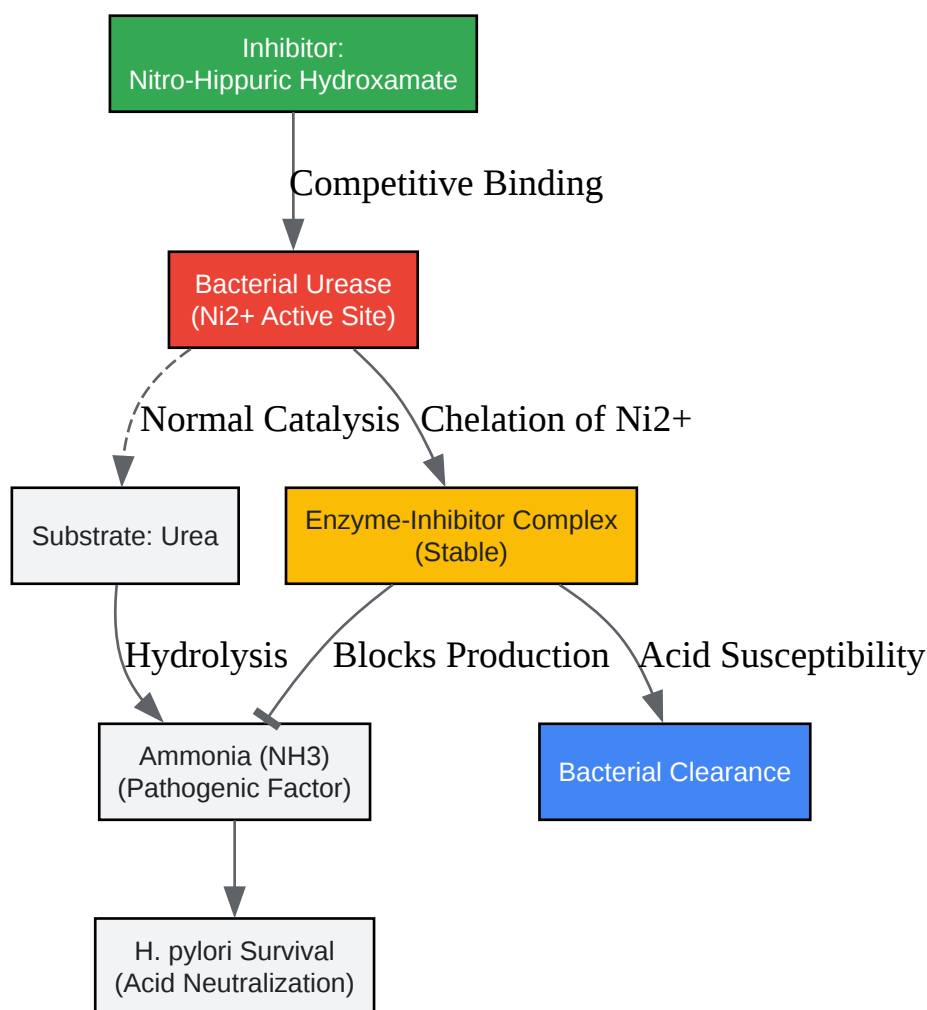 Inhibitor:
Nitro-Hippuric Hydroxamate
Competitive Binding
Bacterial Urease
(Ni2+ Active Site)
Normal Catalysis
Chelation of Ni2+
Substrate: Urea
Enzyme-Inhibitor Complex
(Stable)
Hydrolysis
Blocks Production
Acid Susceptibility
Ammonia (NH3)
(Pathogenic Factor)
Bacterial Clearance
H. pylori Survival
(Acid Neutralization)